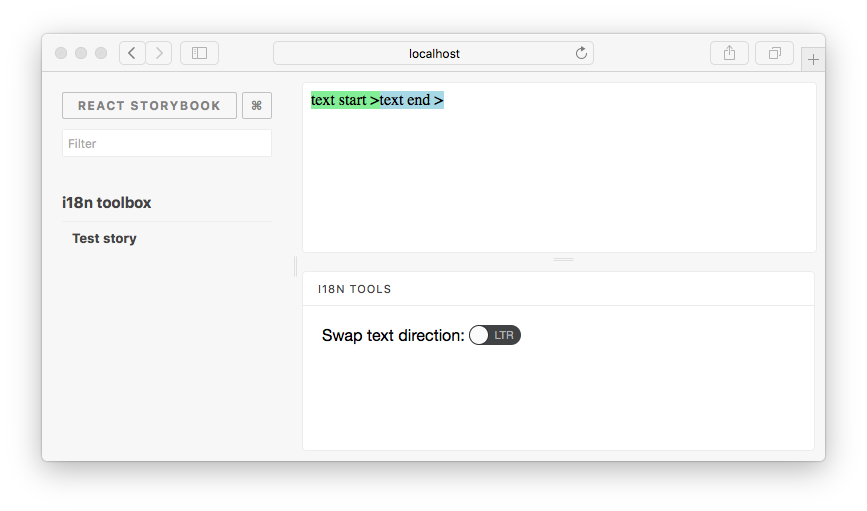 localhost
REACT STORYBOOK
⌘
Filter
i18n toolbox
Test story
text start >text end >
I18N TOOLS
Swap text direction: LTR